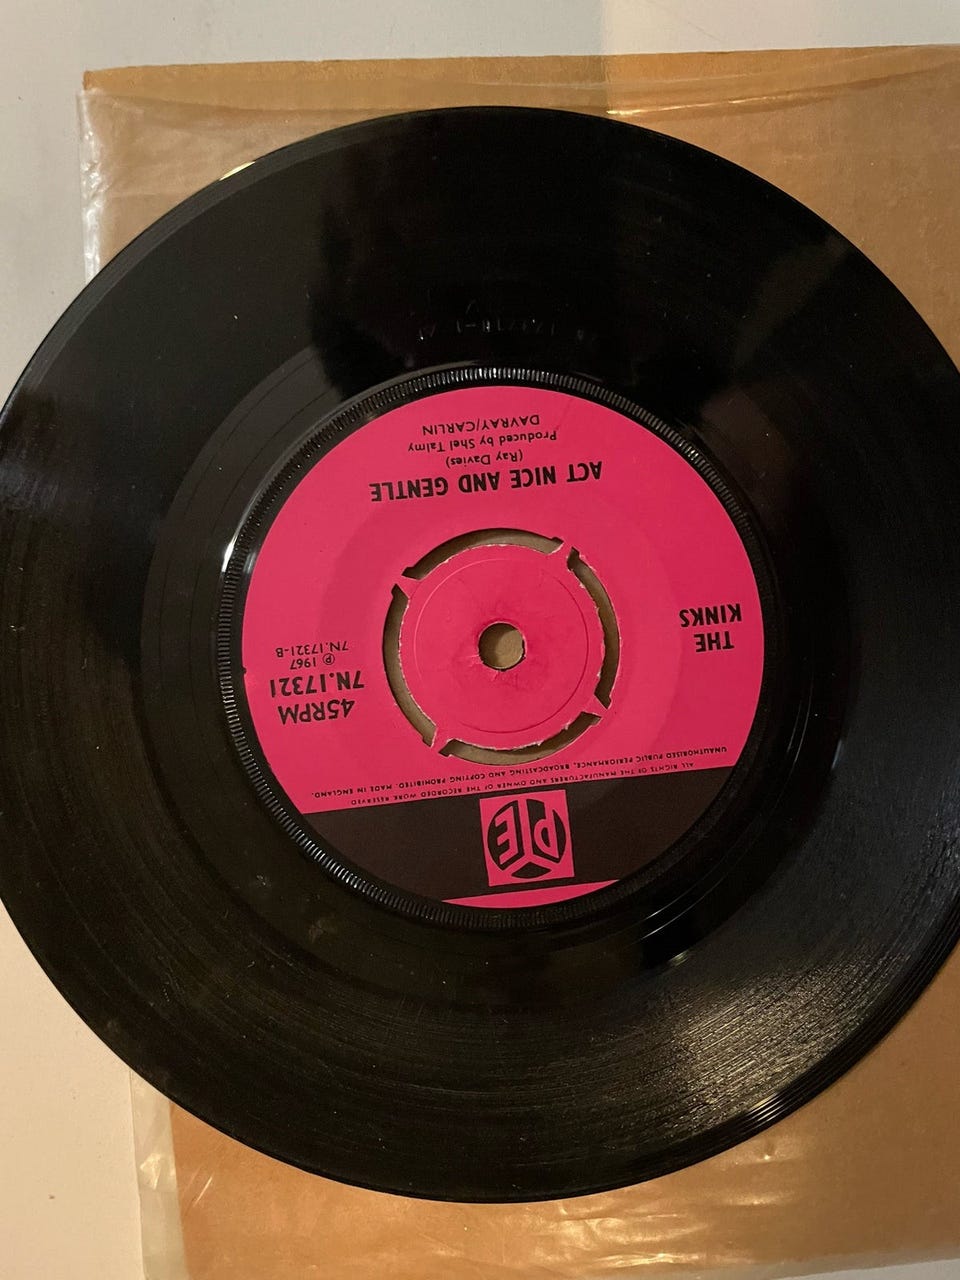 PYE
ALL RIGHTS OF THE MANUFACTURERS AND OWNER OF THE RECORDED WORK RESERVED
UNAUTHORISED PUBLIC PERFORMANCE, BROADCASTING AND COPYING PROHIBITED. MADE IN ENGLAND.
45RPM
7N.17321
℗ 1967
7N.17321-B
THE
KINKS
ACT NICE AND GENTLE
(Ray Davies)
Produced by Shel Talmy
DAVRAY/CARLIN